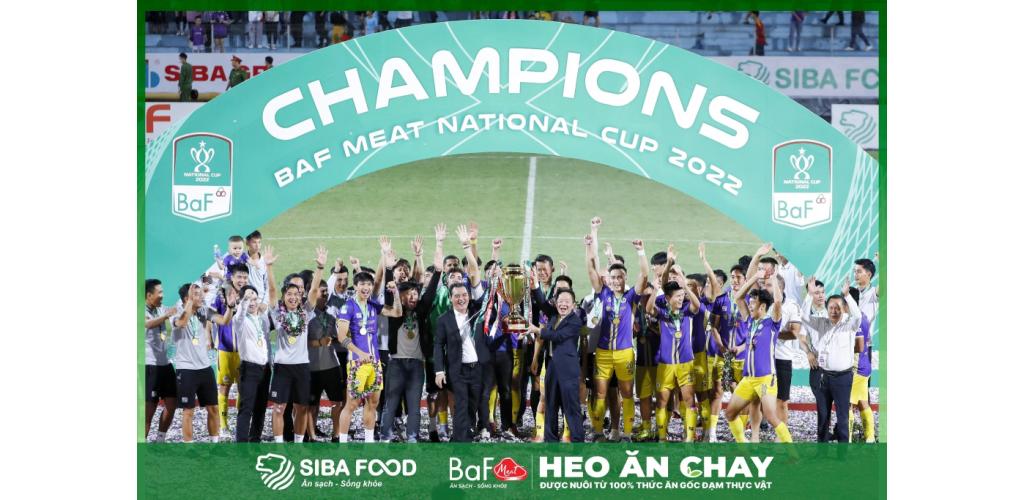 SIBA
SIBA FOOD
F
CHAMPIONS
BAF MEAT NATIONAL CUP 2022
NATIONAL CUP
2022
BaF
NATIONAL CUP
2022
BaF
SIBA FOOD
Ăn sạch - Sống khỏe
BaF Meat
ĂN SẠCH - SỐNG KHỎE
HEO ĂN CHAY
ĐƯỢC NUÔI TỪ 100% THỨC ĂN GỐC ĐẠM THỰC VẬT